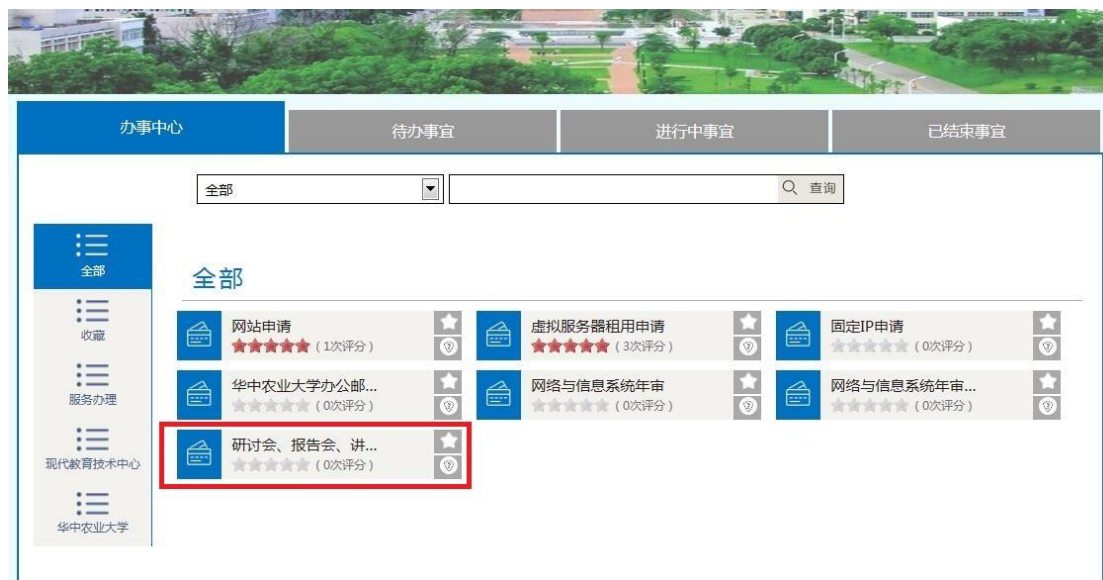 办事中心 待办事宜 进行中事宜 已结束事宜
全部 查询
全部
收藏
服务办理
现代教育技术中心
华中农业大学
全部
网站申请 虚拟服务器租用申请 固定IP申请
(1次评分) (3次评分) (0次评分)
华中农业大学办公邮... 网络与信息系统年审 网络与信息系统年审...
(0次评分) (0次评分) (0次评分)
研讨会、报告会、讲...
(0次评分)